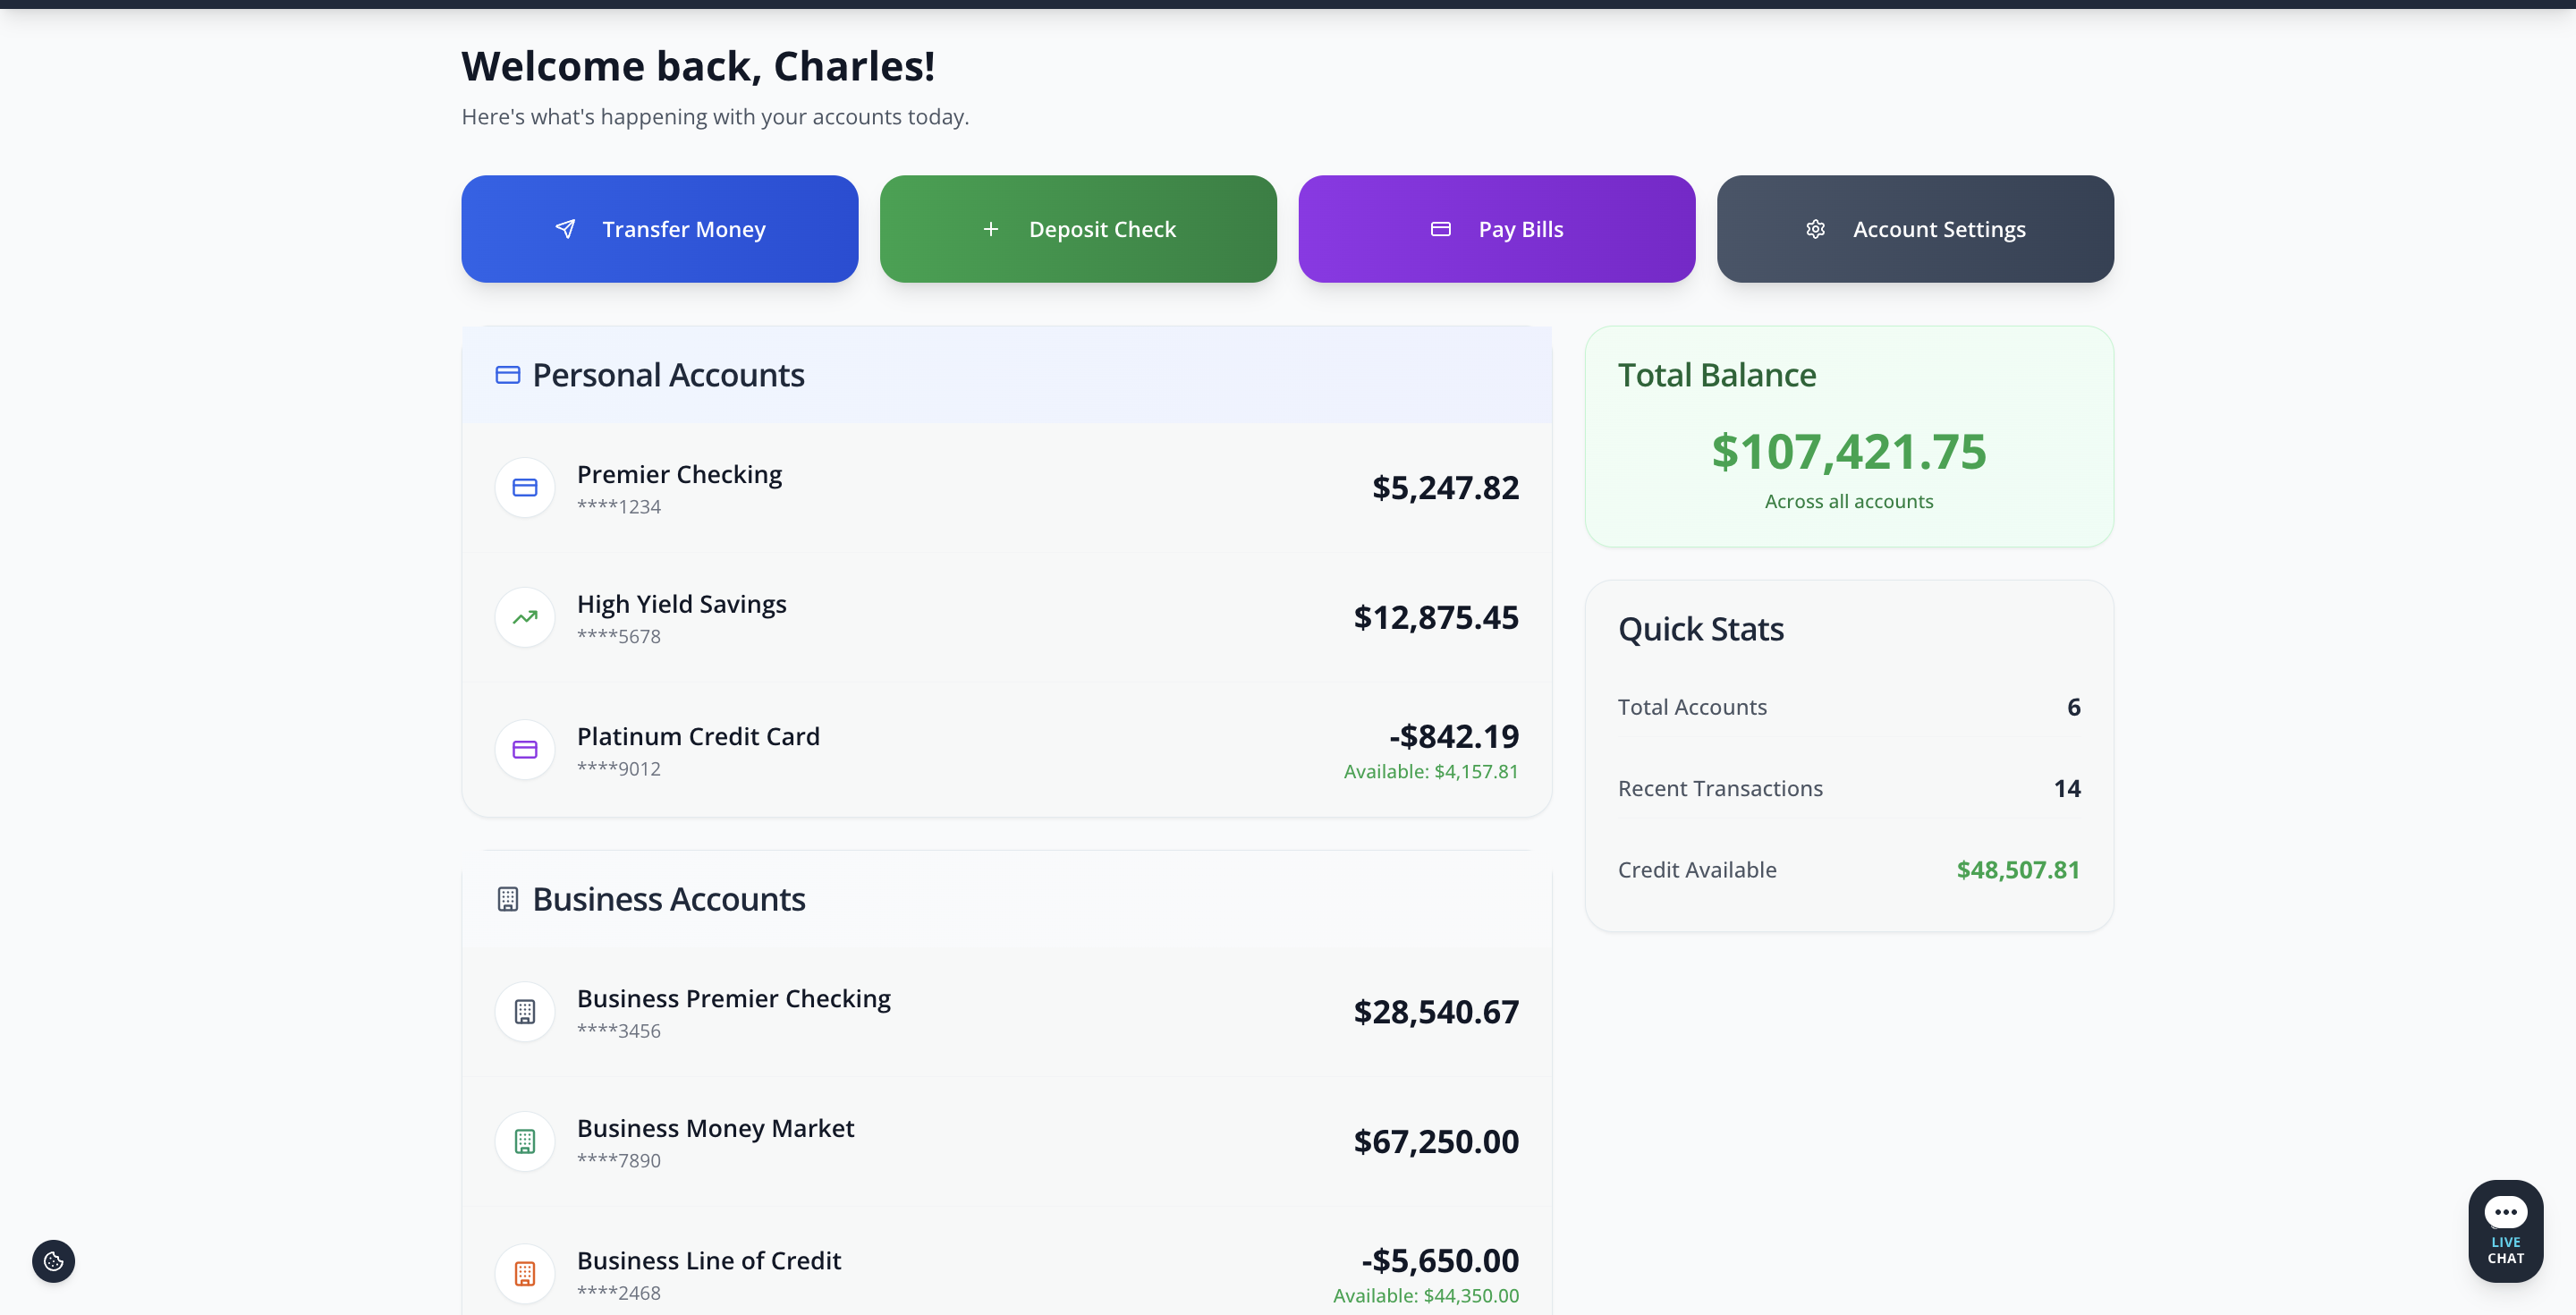 Welcome back, Charles!
Here's what's happening with your accounts today.
Transfer Money
Deposit Check
Pay Bills
Account Settings
Personal Accounts
Premier Checking
****1234
$5,247.82
High Yield Savings
****5678
$12,875.45
Platinum Credit Card
****9012
-$842.19
Available: $4,157.81
Business Accounts
Business Premier Checking
****3456
$28,540.67
Business Money Market
****7890
$67,250.00
Business Line of Credit
****2468
-$5,650.00
Available: $44,350.00
Total Balance
$107,421.75
Across all accounts
Quick Stats
Total Accounts
6
Recent Transactions
14
Credit Available
$48,507.81
LIVE
CHAT